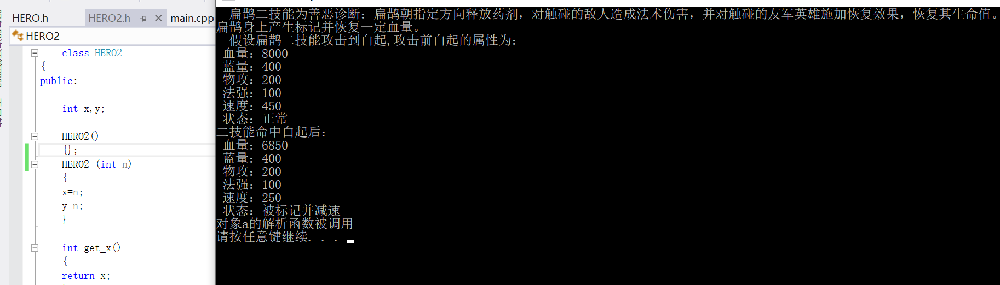 HERO.h HERO2.h main.cpp
HERO2
class HERO2
{
public:
int x,y;
HERO2()
{};
HERO2 (int n)
{
x=n;
y=n;
}
int get_x()
{
return x;
扁鹊二技能为善恶诊断：扁鹊朝指定方向释放药剂，对触碰的敌人造成法术伤害，并对触碰的友军英雄施加恢复效果，恢复其生命值。
扁鹊身上产生标记并恢复一定血量。
假设扁鹊二技能攻击到白起,攻击前白起的属性为：
血量：8000
蓝量：400
物攻：200
法强：100
速度：450
状态：正常
二技能命中白起后：
血量：6850
蓝量：400
物攻：200
法强：100
速度：250
状态：被标记并减速
对象a的解析函数被调用
请按任意键继续. . .